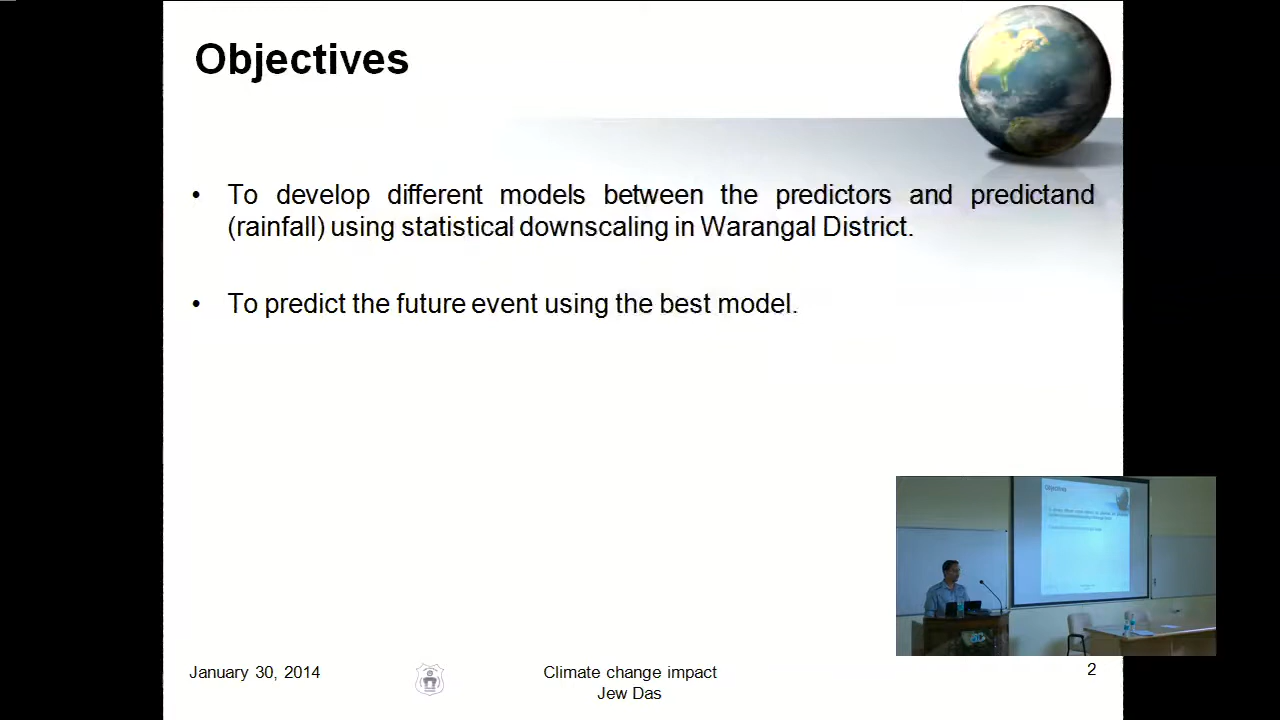 Objectives
• To develop different models between the predictors and predictand
(rainfall) using statistical downscaling in Warangal District.
• To predict the future event using the best model.
Objectives
January 30, 2014
Climate change impact
Jew Das
2